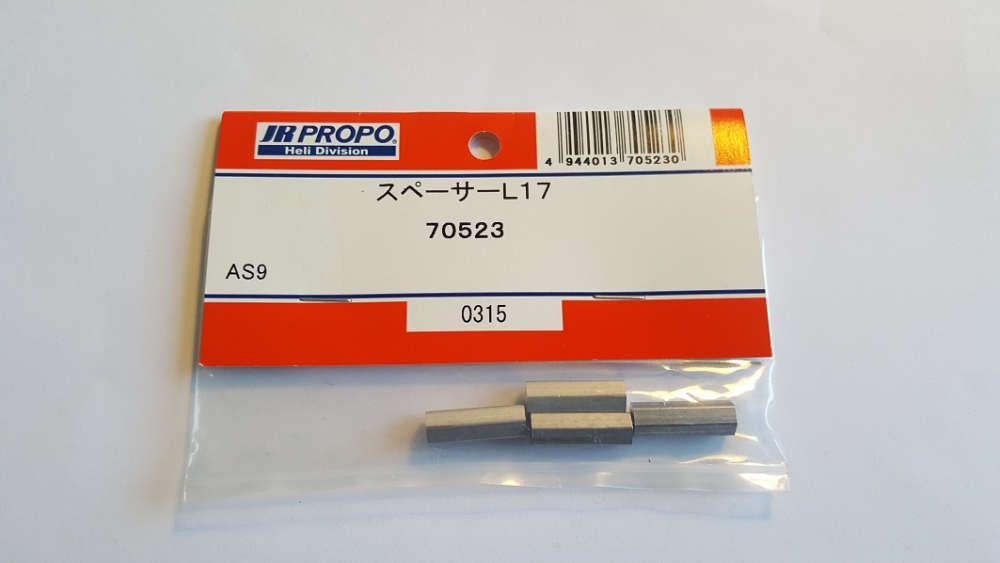 JR PROPO®
Heli Division
4 944013 705230
スペーサーL17
70523
AS9
0315